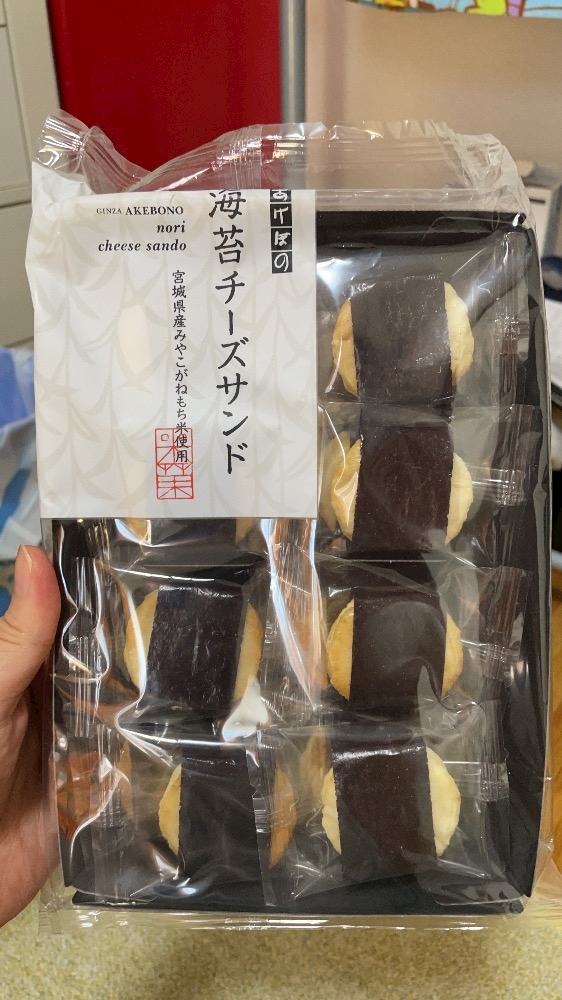 GINZA AKEBONO
nori
cheese sando
あけぼの
海苔チーズサンド
宮城県産みやこがねもち米使用